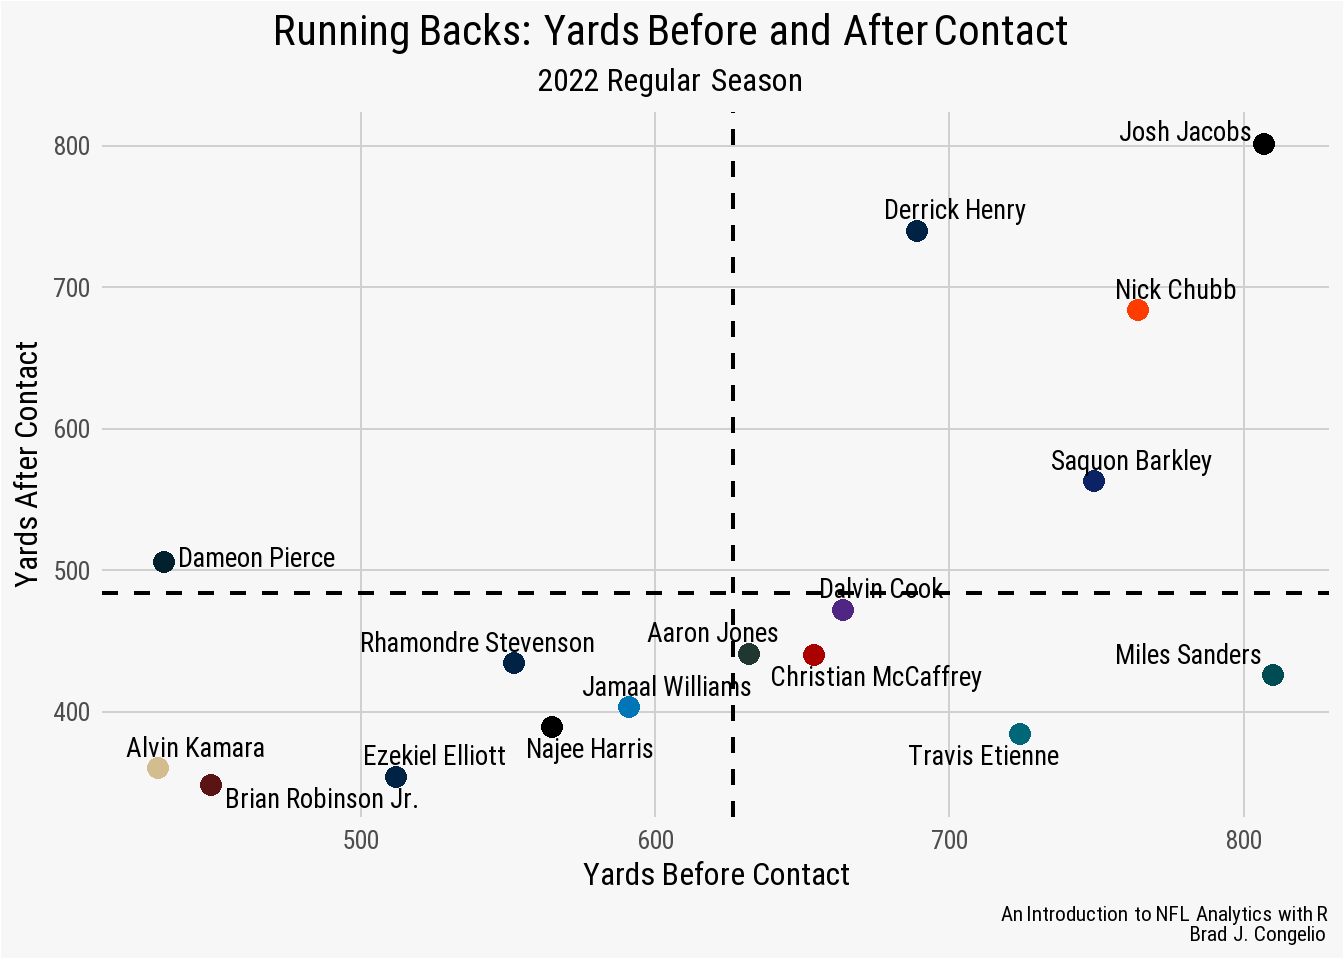 Running Backs: Yards Before and After Contact
2022 Regular Season
Yards After Contact
800
700
600
500
400
Josh Jacobs
Derrick Henry
Nick Chubb
Saquon Barkley
Dameon Pierce
Dalvin Cook
Aaron Jones
Rhamondre Stevenson
Miles Sanders
Christian McCaffrey
Jamaal Williams
Alvin Kamara
Ezekiel Elliott
Najee Harris
Travis Etienne
Brian Robinson Jr.
500
600
700
800
Yards Before Contact
An Introduction to NFL Analytics with R
Brad J. Congelio